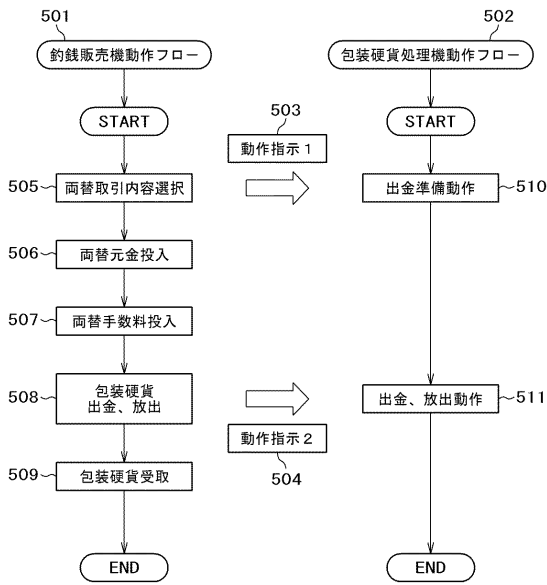 501
502
釣銭販売機動作フロー
包装硬貨処理機動作フロー
START
START
503
動作指示1
505
両替取引内容選択
出金準備動作
510
506
両替元金投入
507
両替手数料投入
508
包装硬貨
出金、放出
出金、放出動作
511
動作指示2
504
509
包装硬貨受取
END
END